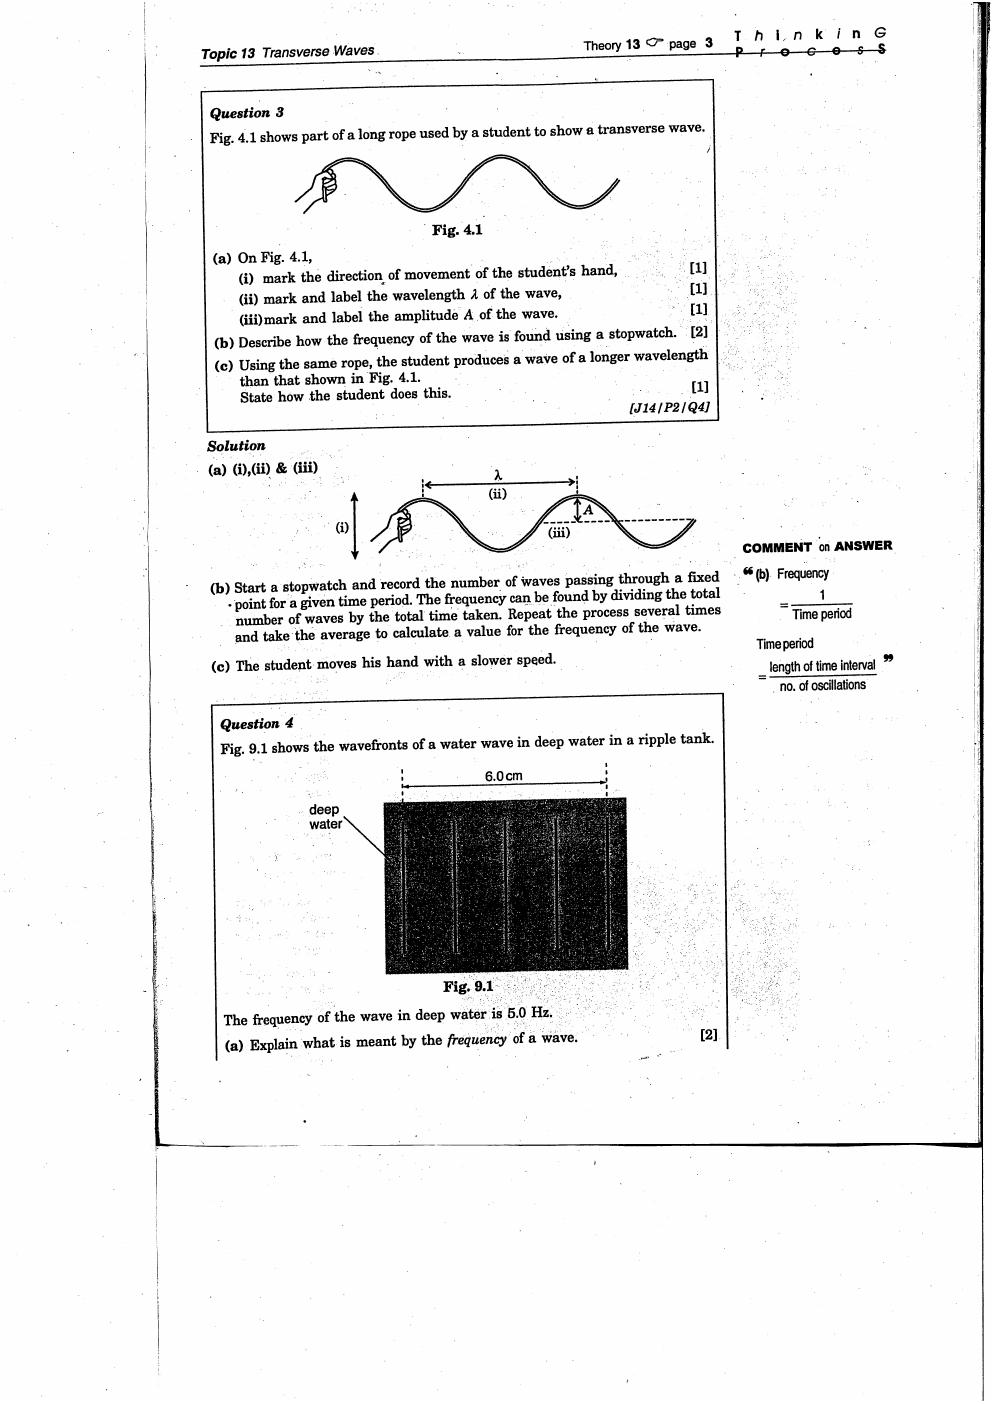 Topic 13 Transverse Waves
Theory 13 ☞ page 3
T h i n k i n G
P r o c e s s
Question 3
Fig. 4.1 shows part of a long rope used by a student to show a transverse wave.
Fig. 4.1
(a) On Fig. 4.1,
(i) mark the direction of movement of the student's hand, [1]
(ii) mark and label the wavelength λ of the wave, [1]
(iii) mark and label the amplitude A of the wave. [1]
(b) Describe how the frequency of the wave is found using a stopwatch. [2]
(c) Using the same rope, the student produces a wave of a longer wavelength
than that shown in Fig. 4.1.
State how the student does this. [1]
[J14/P2/Q4]
Solution
(a) (i),(ii) & (iii)
λ
(ii)
(i)
A
(iii)
(b) Start a stopwatch and record the number of waves passing through a fixed
point for a given time period. The frequency can be found by dividing the total
number of waves by the total time taken. Repeat the process several times
and take the average to calculate a value for the frequency of the wave.
(c) The student moves his hand with a slower speed.
COMMENT on ANSWER
❝ (b) Frequency
= 1
Time period
Time period
= length of time interval ❞
no. of oscillations
Question 4
Fig. 9.1 shows the wavefronts of a water wave in deep water in a ripple tank.
6.0 cm
deep
water
Fig. 9.1
The frequency of the wave in deep water is 5.0 Hz.
(a) Explain what is meant by the frequency of a wave. [2]